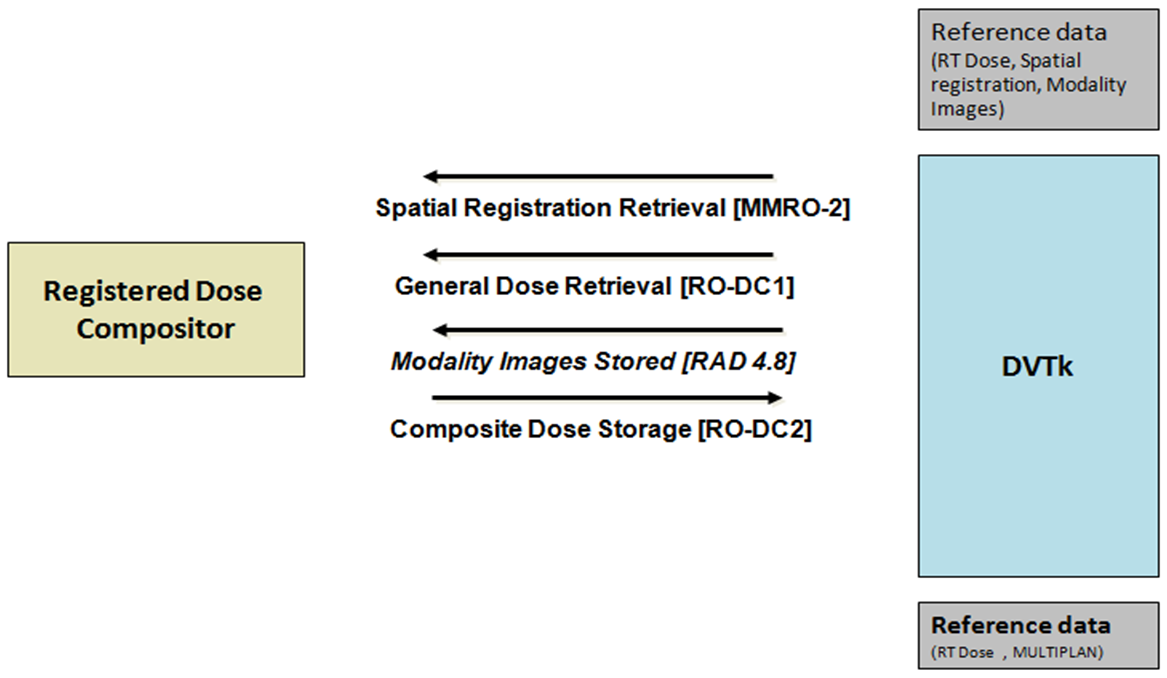 Reference data
(RT Dose, Spatial
registration, Modality
Images)
Spatial Registration Retrieval [MMRO-2]
General Dose Retrieval [RO-DC1]
Modality Images Stored [RAD 4.8]
Composite Dose Storage [RO-DC2]
Registered Dose
Compositor
DVTk
Reference data
(RT Dose , MULTIPLAN)